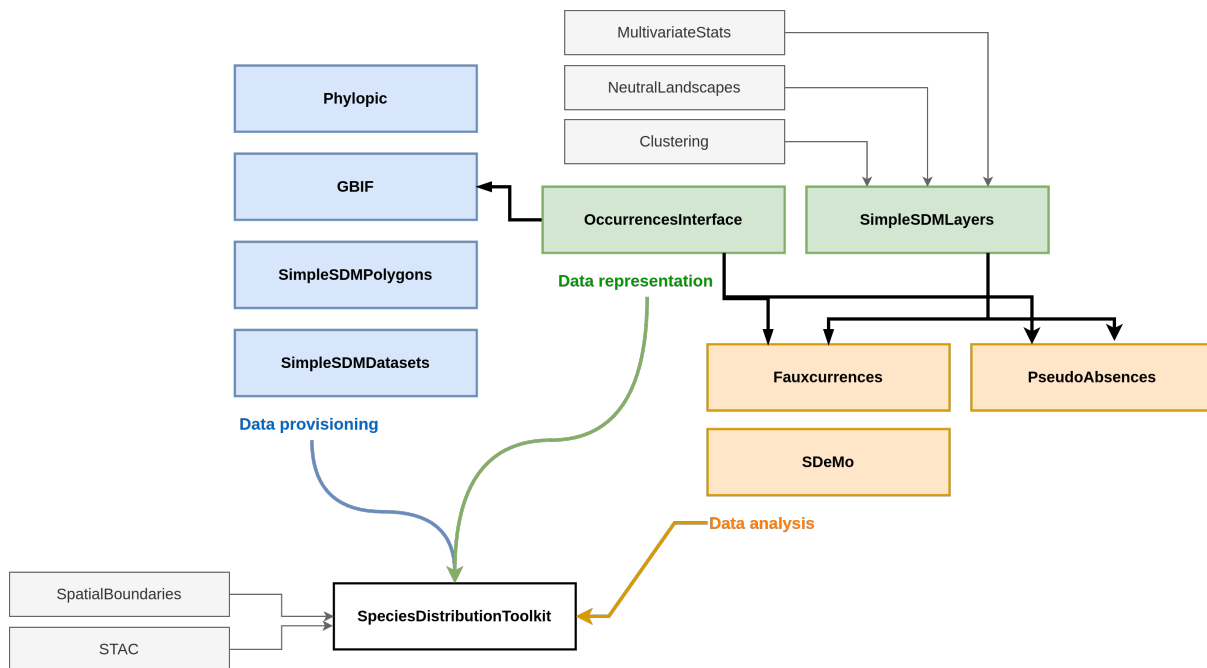 MultivariateStats
NeutralLandscapes
Clustering
Phylopic
GBIF
SimpleSDMPolygons
SimpleSDMDatasets
Data provisioning
OccurrencesInterface
SimpleSDMLayers
Data representation
Fauxcurrences
PseudoAbsences
SDeMo
Data analysis
SpatialBoundaries
STAC
SpeciesDistributionToolkit